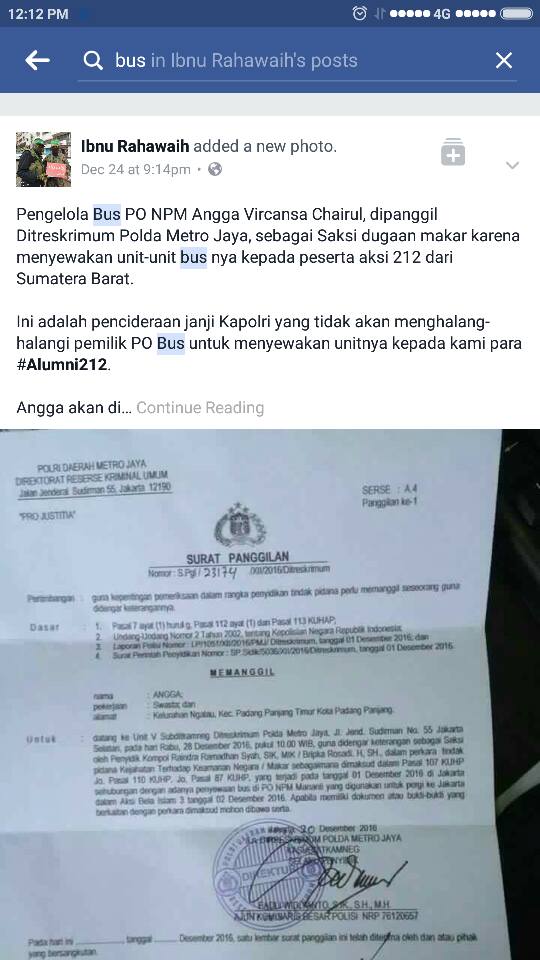 12:12 PM
4G
bus in Ibnu Rahawaih's posts
Ibnu Rahawaih added a new photo.
Dec 24 at 9:14pm •
Pengelola Bus PO NPM Angga Vircansa Chairul, dipanggil
Ditreskrimum Polda Metro Jaya, sebagai Saksi dugaan makar karena
menyewakan unit-unit bus nya kepada peserta aksi 212 dari
Sumatera Barat.
Ini adalah pencideraan janji Kapolri yang tidak akan menghalang-
halangi pemilik PO Bus untuk menyewakan unitnya kepada kami para
#Alumni212.
Angga akan di... Continue Reading
POLRI DAERAH METRO JAYA
DIREKTORAT RESERSE KRIMINAL UMUM
Jalan Jenderal Sudirman 55, Jakarta 12190
"PRO JUSTITIA"
SERSE : A.4
Panggilan ke-1
SURAT PANGGILAN
Nomor : S.Pgl / 23174 /XII/2016/Ditreskrimum
Pertimbangan : guna kepentingan pemeriksaan dalam rangka penyidikan tindak pidana perlu memanggil seseorang guna
didengar keterangannya.
Dasar : 1. Pasal 7 ayat (1) huruf g, Pasal 112 ayat (1) dan Pasal 113 KUHAP;
2. Undang-Undang Nomor 2 Tahun 2002, tentang Kepolisian Negara Republik Indonesia;
3. Laporan Polisi Nomor : Ditreskrimum, tanggal 01 Desember 2016; dan
4. Surat Perintah Penyidikan Nomor : SP.Sidik/5036/XII/2016/Ditreskrimum, tanggal 01 Desember 2016.
MEMANGGIL
nama : ANGGA;
pekerjaan : Swasta; dan
alamat : Kelurahan Ngalau, Kec. Padang Panjang Timur Kota Padang Panjang.
Untuk : datang ke Unit V Subditkamneg Ditreskrimum Polda Metro Jaya, Jl. Jend. Sudirman No. 55 Jakarta
Selatan, pada hari Rabu, 28 Desember 2016, pukul 10.00 WIB, guna didengar keterangan sebagai Saksi
oleh Penyidik Kompol Raindra Ramadhan Syah, SIK, MIK / Bripka Rosadi. H, SH., dalam perkara tindak
pidana Kejahatan Terhadap Keamanan Negara / Makar sebagaimana dimaksud dalam Pasal 107 KUHP
Jo. Pasal 110 KUHP, Jo. Pasal 87 KUHP, yang terjadi pada tanggal 01 Desember 2016 di Jakarta
sehubungan dengan adanya penyewaan bus di PO NPM yang digunakan untuk pergi ke Jakarta
dalam Aksi Bela Islam 3 tanggal 02 Desember 2016. Apabila memiliki dokumen atau bukti-bukti yang
berkaitan dengan perkara dimaksud mohon dibawa serta.
Jakarta, 20 Desember 2016
POLDA METRO JAYA
KASUBDITKAMNEG
SELAKU PENYIDIK
DIREKTUR
S.H., M.H.
AJUN KOMISARIS BESAR POLISI NRP 76120657
Pada hari ini tanggal Desember 2016, satu lembar surat panggilan ini telah diterima oleh dan atau pihak
yang bersangkutan.